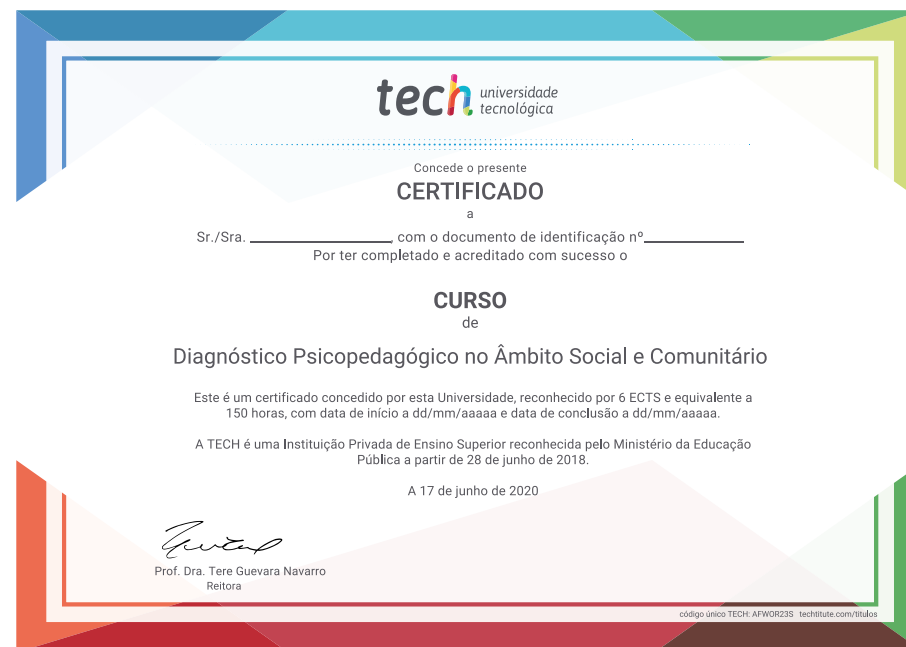 tech universidade
tecnológica
Concede o presente
CERTIFICADO
a
Sr./Sra. ___________________, com o documento de identificação nº_____________
Por ter completado e acreditado com sucesso o
CURSO
de
Diagnóstico Psicopedagógico no Âmbito Social e Comunitário
Este é um certificado concedido por esta Universidade, reconhecido por 6 ECTS e equivalente a
150 horas, com data de início a dd/mm/aaaaa e data de conclusão a dd/mm/aaaaa.
A TECH é uma Instituição Privada de Ensino Superior reconhecida pelo Ministério da Educação
Pública a partir de 28 de junho de 2018.
A 17 de junho de 2020
Prof. Dra. Tere Guevara Navarro
Reitora
código único TECH: AFWOR23S techtitute.com/titulos